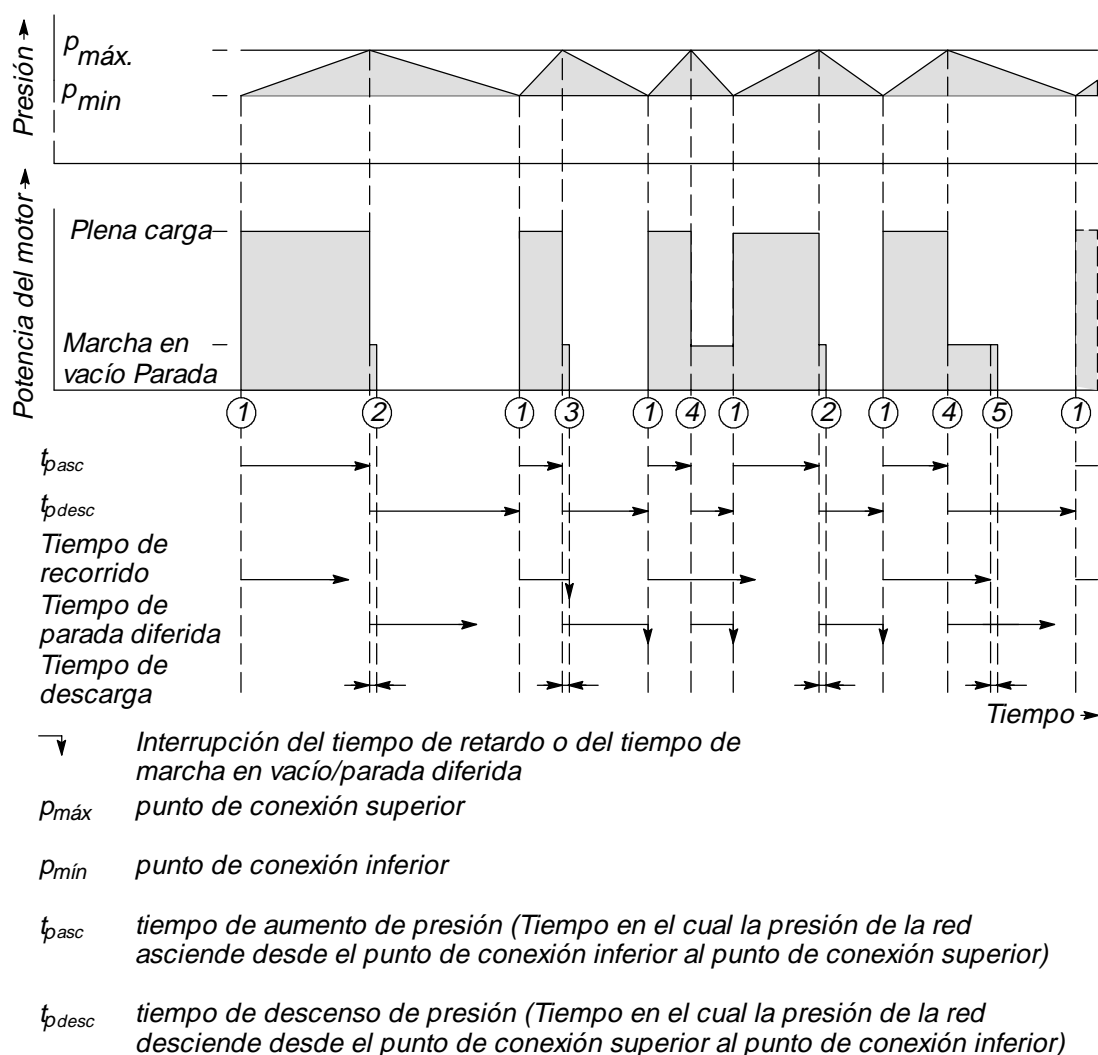 Presión
p máx.
p min
Potencia del motor
Plena carga
Marcha en
vacío Parada
1 2 1 3 1 4 1 2 1 4 5 1
tpasc
tpdesc
Tiempo de
recorrido
Tiempo de
parada diferida
Tiempo de
descarga
Tiempo
Interrupción del tiempo de retardo o del tiempo de
marcha en vacío/parada diferida
pmáx punto de conexión superior
pmín punto de conexión inferior
tpasc tiempo de aumento de presión (Tiempo en el cual la presión de la red
asciende desde el punto de conexión inferior al punto de conexión superior)
tpdesc tiempo de descenso de presión (Tiempo en el cual la presión de la red
desciende desde el punto de conexión superior al punto de conexión inferior)